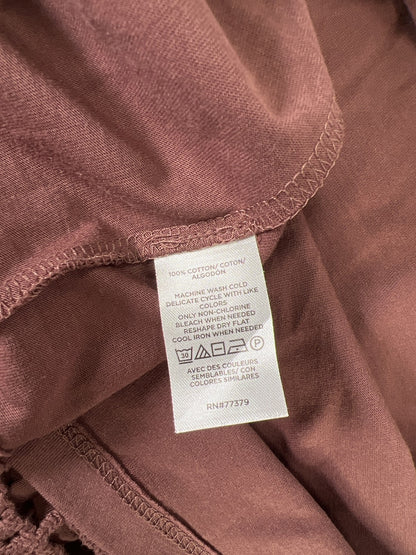 100% COTTON/ COTON/
ALGODÓN
MACHINE WASH COLD
DELICATE CYCLE WITH LIKE
COLORS
ONLY NON-CHLORINE
BLEACH WHEN NEEDED
RESHAPE DRY FLAT
COOL IRON WHEN NEEDED
30 P
AVEC DES COULEURS
SEMBLABLES/ CON
COLORES SIMILARES
RN#77379